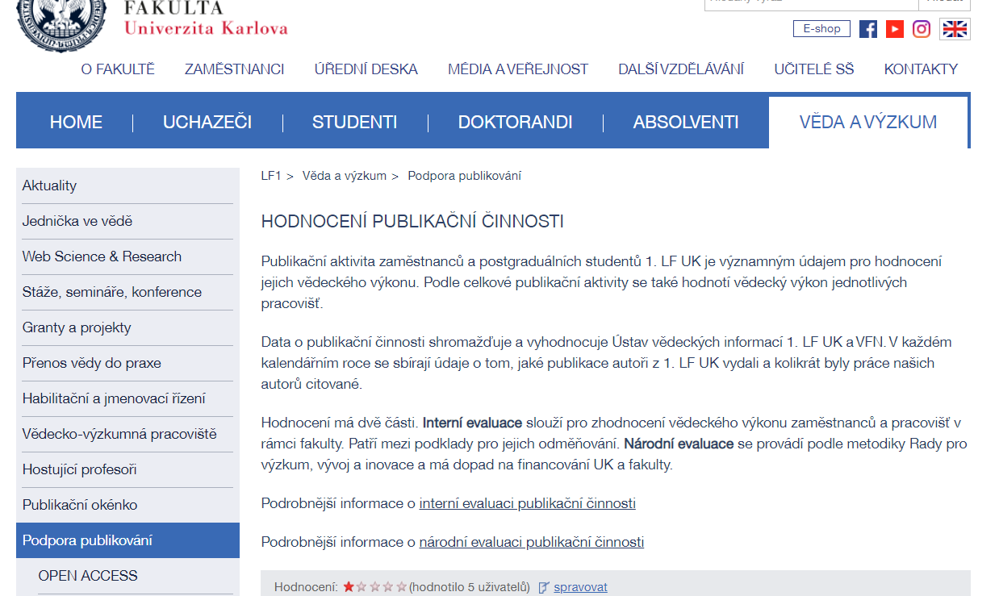 FAKULTA
Univerzita Karlova
E-shop
O FAKULTĚ ZAMĚSTNANCI ÚŘEDNÍ DESKA MÉDIA A VEŘEJNOST DALŠÍ VZDĚLÁVÁNÍ UČITELÉ SŠ KONTAKTY
HOME UCHAZEČI STUDENTI DOKTORANDI ABSOLVENTI VĚDA A VÝZKUM
Aktuality
Jednička ve vědě
Web Science & Research
Stáže, semináře, konference
Granty a projekty
Přenos vědy do praxe
Habilitační a jmenovací řízení
Vědecko-výzkumná pracoviště
Hostující profesoři
Publikační okénko
Podpora publikování
OPEN ACCESS
LF1 > Věda a výzkum > Podpora publikování
HODNOCENÍ PUBLIKAČNÍ ČINNOSTI
Publikační aktivita zaměstnanců a postgraduálních studentů 1. LF UK je významným údajem pro hodnocení
jejich vědeckého výkonu. Podle celkové publikační aktivity se také hodnotí vědecký výkon jednotlivých
pracovišť.
Data o publikační činnosti shromažďuje a vyhodnocuje Ústav vědeckých informací 1. LF UK a VFN. V každém
kalendářním roce se sbírají údaje o tom, jaké publikace autoři z 1. LF UK vydali a kolikrát byly práce našich
autorů citované.
Hodnocení má dvě části. Interní evaluace slouží pro zhodnocení vědeckého výkonu zaměstnanců a pracovišť v
rámci fakulty. Patří mezi podklady pro jejich odměňování. Národní evaluace se provádí podle metodiky Rady pro
výzkum, vývoj a inovace a má dopad na financování UK a fakulty.
Podrobnější informace o interní evaluaci publikační činnosti
Podrobnější informace o národní evaluaci publikační činnosti
Hodnocení: (hodnotilo 5 uživatelů) spravovat